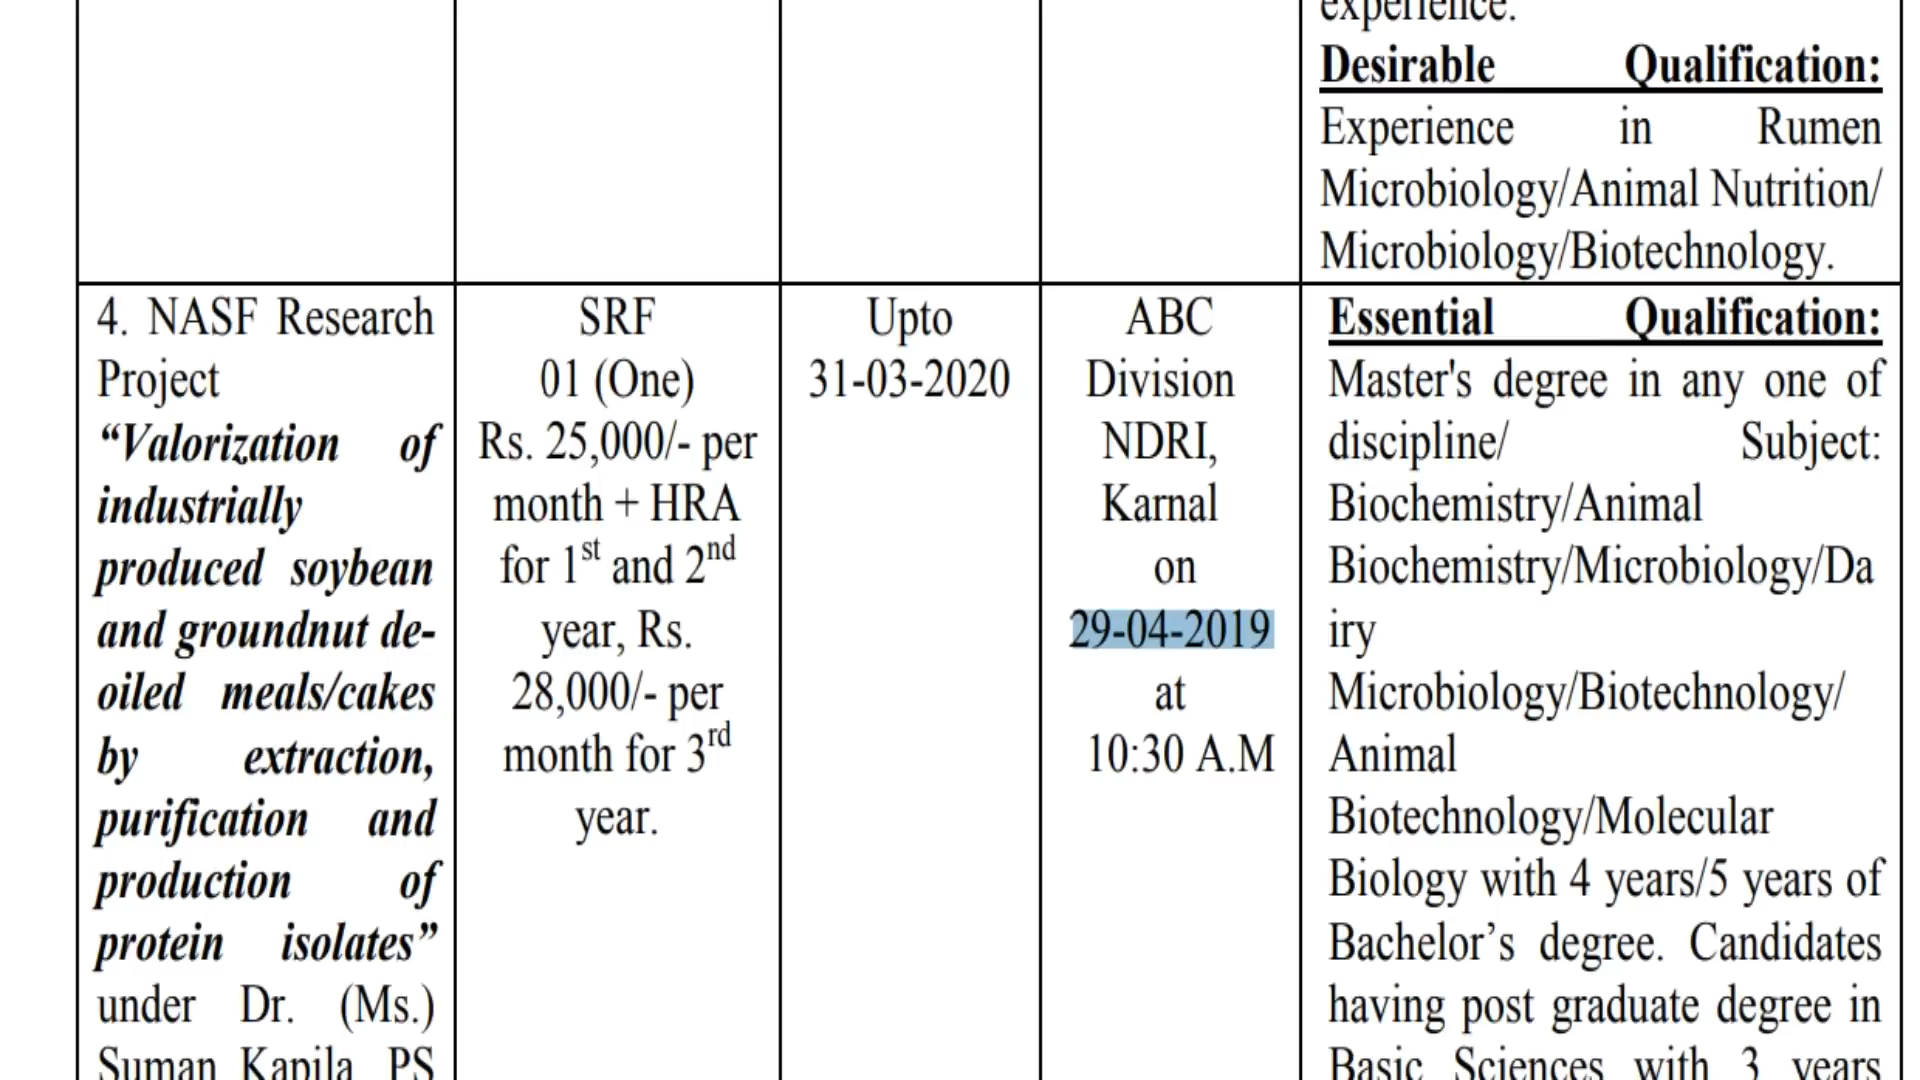 experience.
Desirable Qualification:
Experience in Rumen
Microbiology/Animal Nutrition/
Microbiology/Biotechnology.
4. NASF Research
Project
“Valorization of
industrially
produced soybean
and groundnut de-
oiled meals/cakes
by extraction,
purification and
production of
protein isolates”
under Dr. (Ms.)
Suman Kapila, PS
SRF
01 (One)
Rs. 25,000/- per
month + HRA
for 1st and 2nd
year, Rs.
28,000/- per
month for 3rd
year.
Upto
31-03-2020
ABC
Division
NDRI,
Karnal
on
29-04-2019
at
10:30 A.M
Essential Qualification:
Master's degree in any one of
discipline/ Subject:
Biochemistry/Animal
Biochemistry/Microbiology/Da
iry
Microbiology/Biotechnology/
Animal
Biotechnology/Molecular
Biology with 4 years/5 years of
Bachelor’s degree. Candidates
having post graduate degree in
Basic Sciences with 3 years